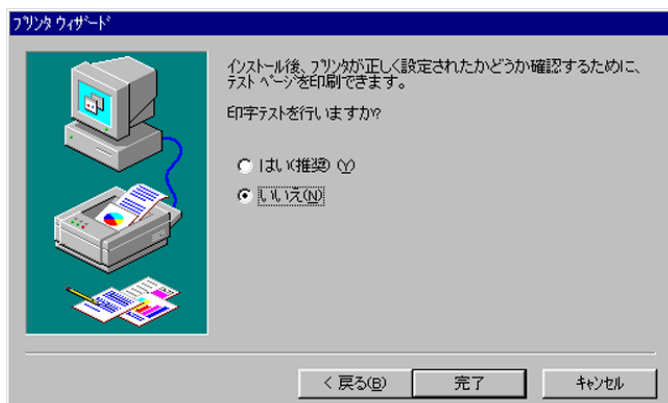 プリンタ ウィザード
インストール後、プリンタが正しく設定されたかどうか確認するために、
テスト ページを印刷できます。
印字テストを行いますか?
はい(推奨) (Y)
いいえ(N)
< 戻る(B)
完了
キャンセル